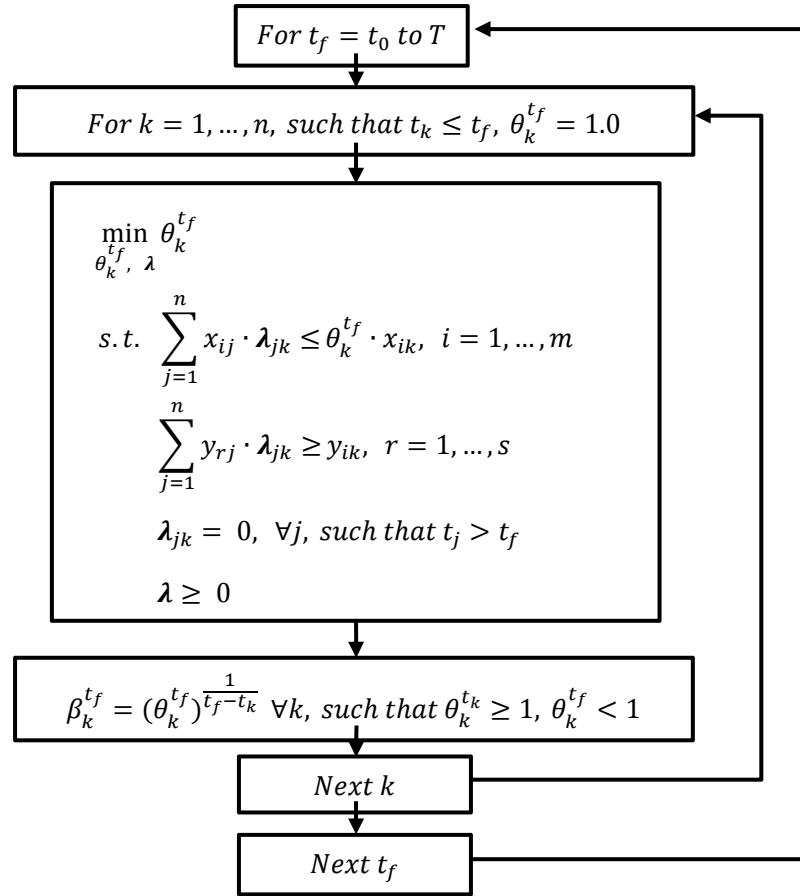 For t_f = t_0 to T
For k = 1, …, n, such that t_k ≤ t_f, θ_k^{t_f} = 1.0
min_{θ_k^{t_f}, λ} θ_k^{t_f}
s.t. ∑_{j=1}^{n} x_{ij} · λ_{jk} ≤ θ_k^{t_f} · x_{ik}, i = 1, …, m
∑_{j=1}^{n} y_{rj} · λ_{jk} ≥ y_{ik}, r = 1, …, s
λ_{jk} = 0, ∀j, such that t_j > t_f
λ ≥ 0
β_k^{t_f} = (θ_k^{t_f})^{\frac{1}{t_f−t_k}} ∀k, such that θ_k^{t_k} ≥ 1, θ_k^{t_f} < 1
Next k
Next t_f